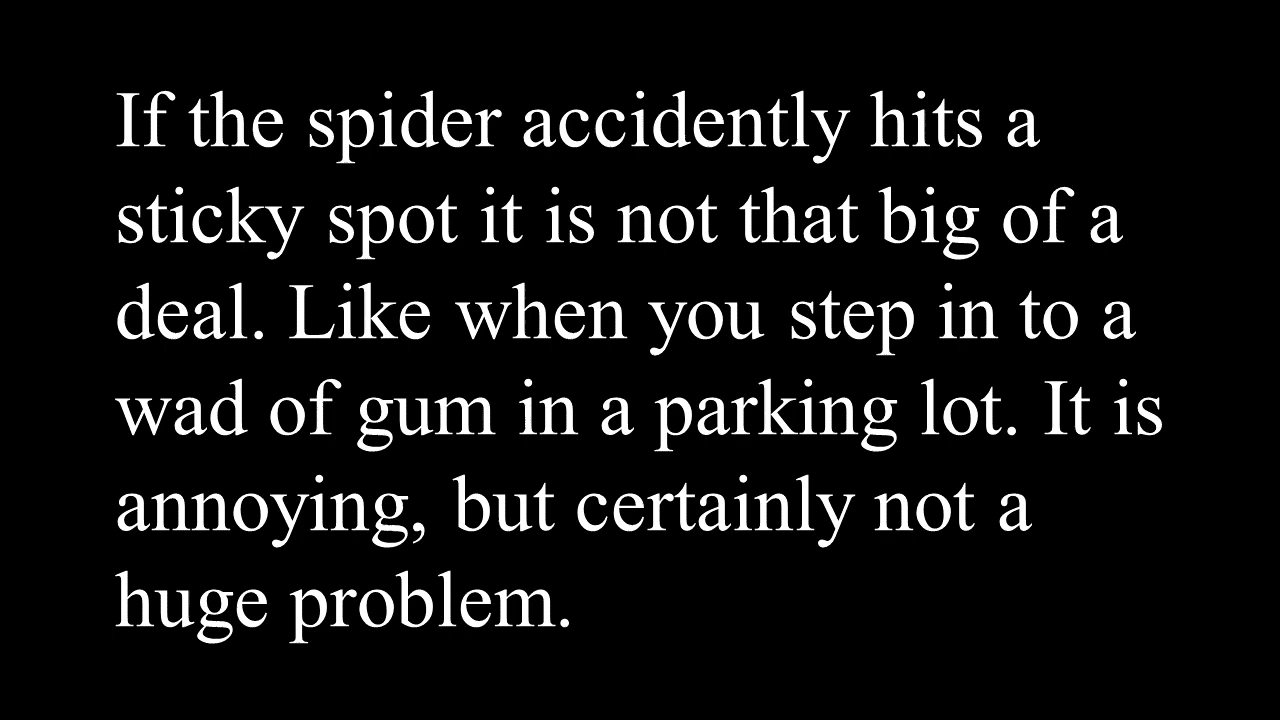 If the spider accidently hits a
sticky spot it is not that big of a
deal. Like when you step in to a
wad of gum in a parking lot. It is
annoying, but certainly not a
huge problem.